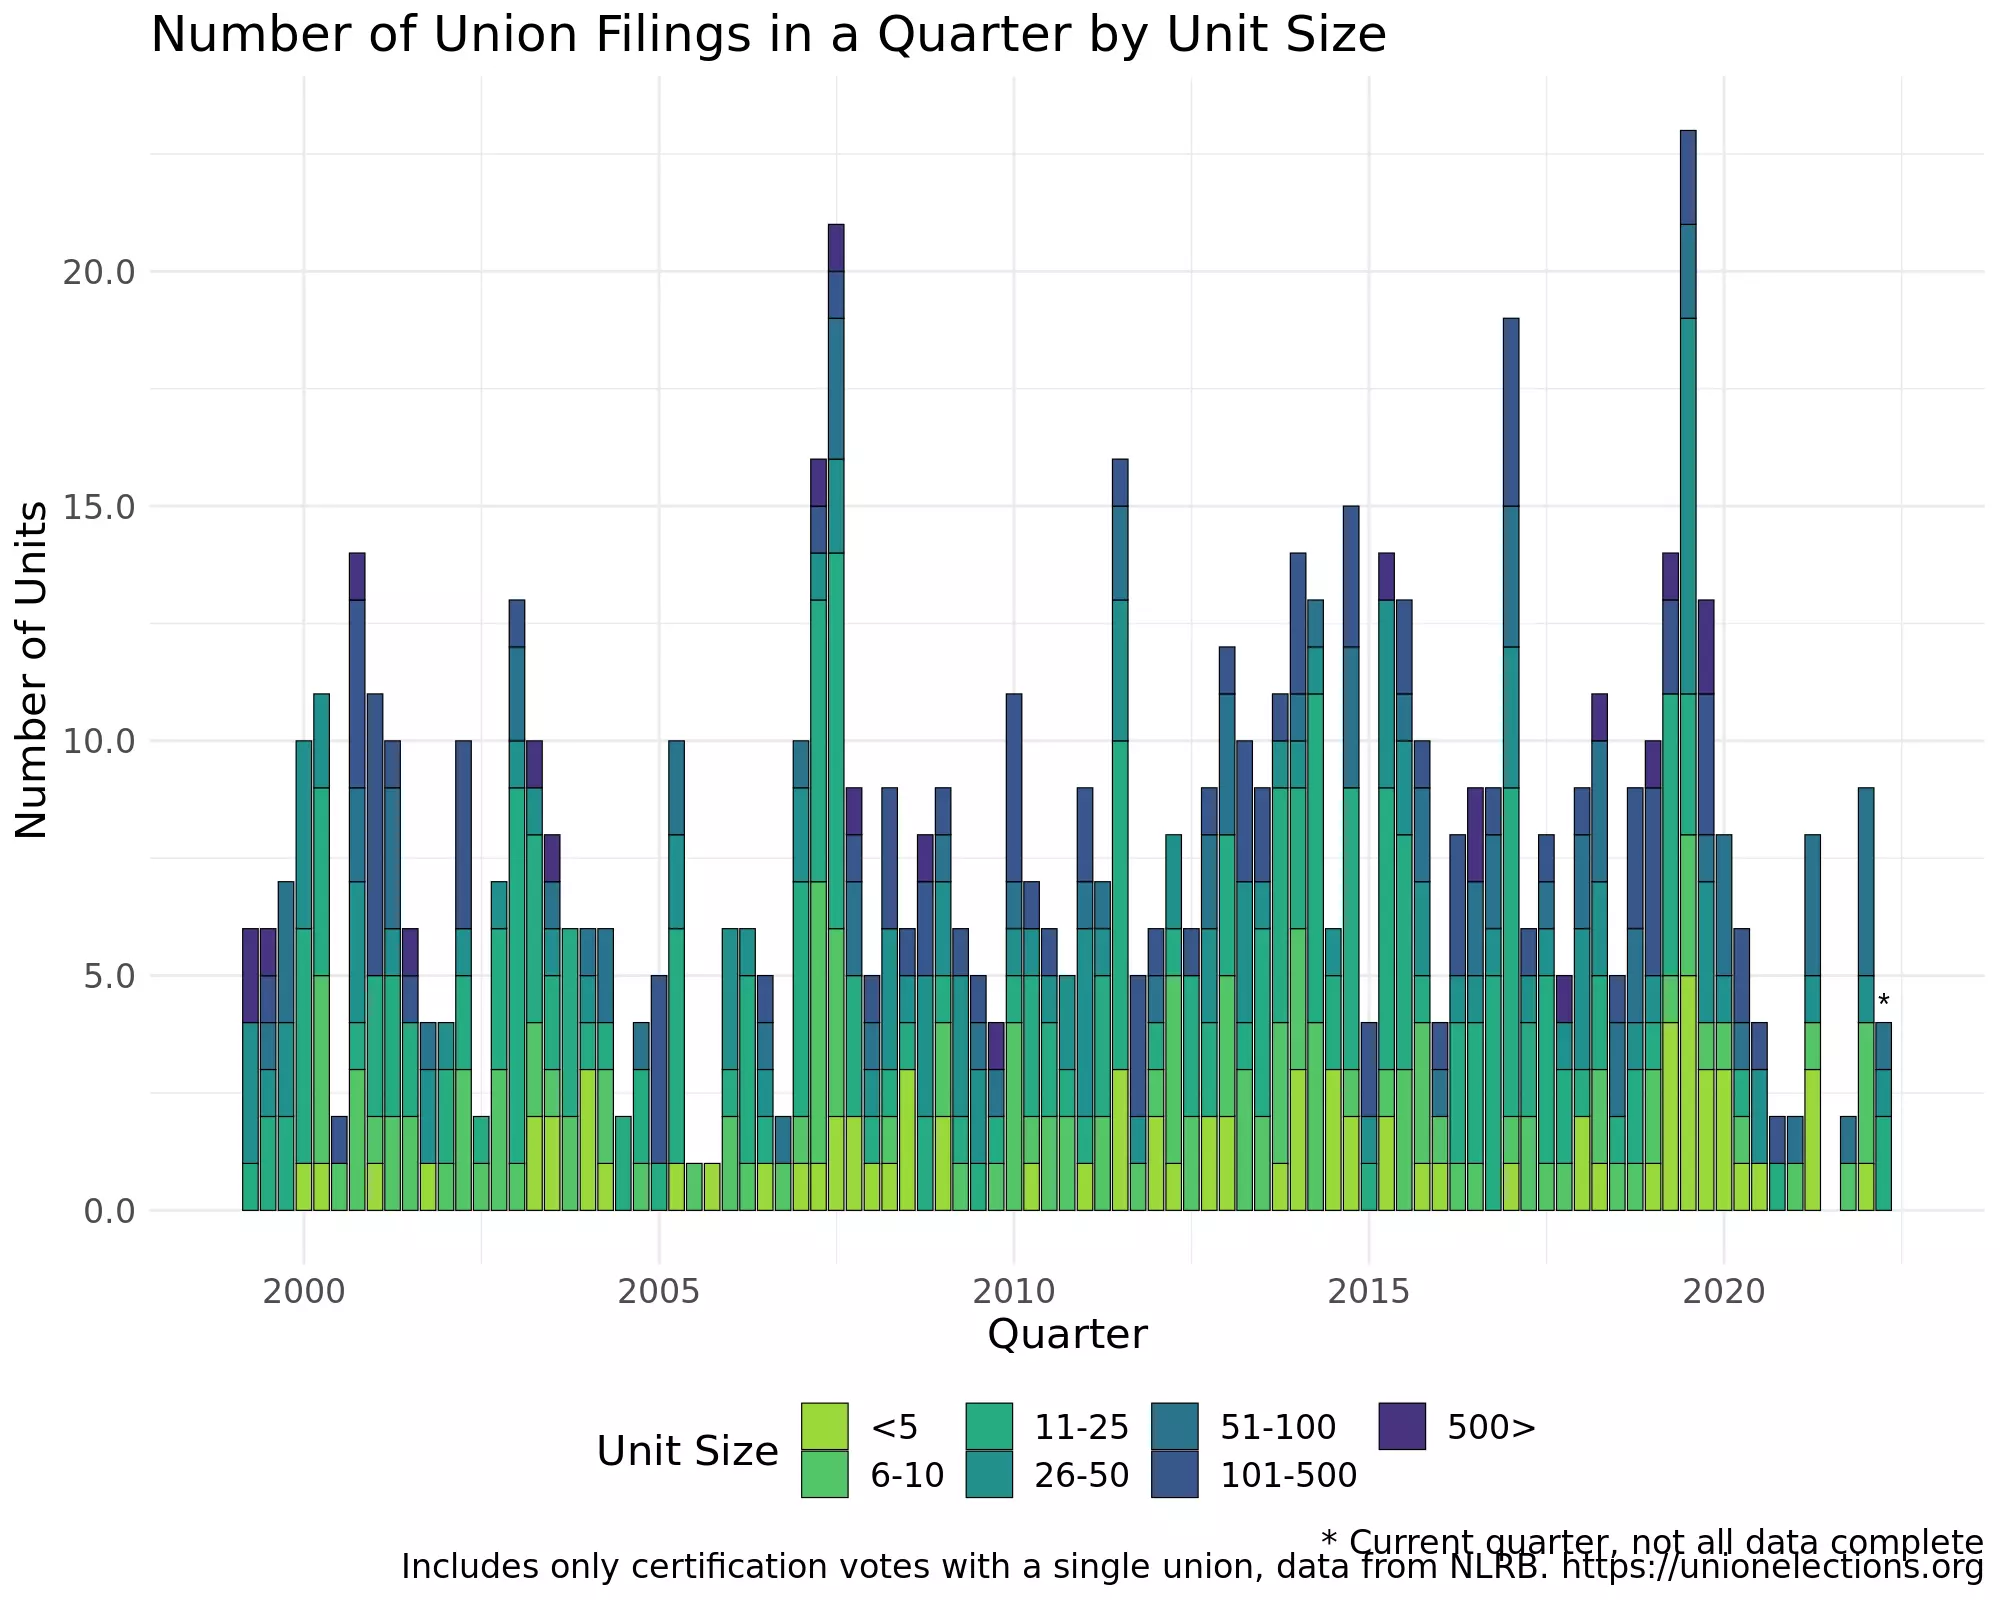 Number of Union Filings in a Quarter by Unit Size
Number of Units
20.0
15.0
10.0
5.0
0.0
*
2000 2005 2010 2015 2020
Quarter
Unit Size
<5 11-25 51-100 500>
6-10 26-50 101-500
* Current quarter, not all data complete
Includes only certification votes with a single union, data from NLRB. https://unionelections.org